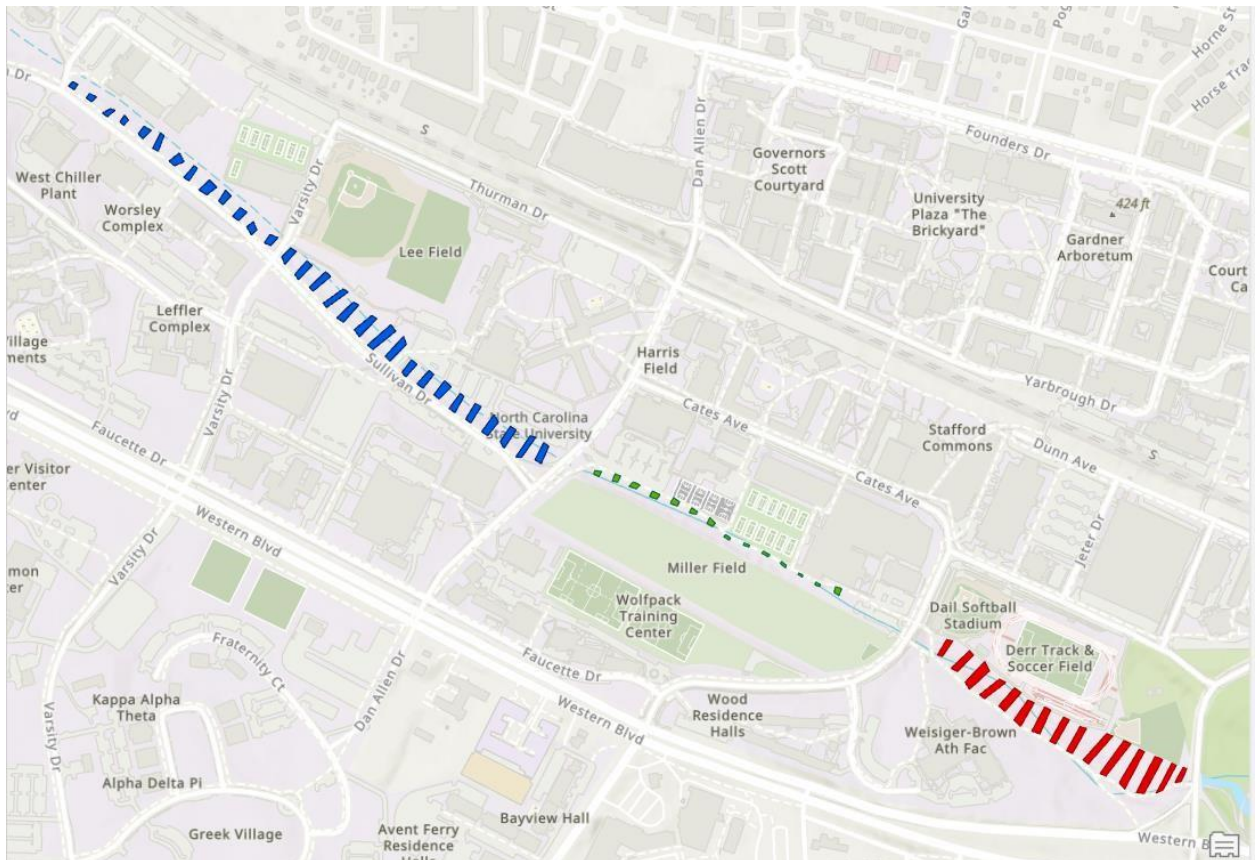 Ct
Dr
S
Varsity Dr
West Chiller
Plant
Worsley
Complex
Thurman Dr
Lee Field
Dan Allen Dr
Governors
Scott
Courtyard
Founders Dr
Horne St
University
Plaza "The
Brickyard"
424 ft
Gardner
Arboretum
Court
Ca
Leffler
Complex
Village
ments
Sullivan Dr
Harris
Field
Yarbrough Dr
Varsity Dr
Faucette Dr
North Carolina
State University
Cates Ave
Stafford
Commons
Dunn Ave
S
er Visitor
enter
Western Blvd
Cates Ave
Jeter Dr
Varsity Dr
mon
ter
Miller Field
Wolfpack
Training
Center
Dail Softball
Stadium
Derr Track &
Soccer Field
Fraternity Ct
Faucette Dr
Kappa Alpha
Theta
Dan Allen Dr
Western Blvd
Wood
Residence
Halls
Weisiger-Brown
Ath Fac
Varsity Dr
Alpha Delta Pi
Greek Village
Avent Ferry
Residence
Halls
Bayview Hall
Western B